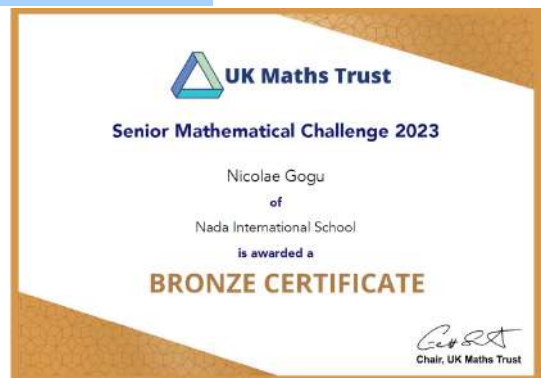 UK Maths Trust
Senior Mathematical Challenge 2023
Nicolae Gogu
of
Nada International School
is awarded a
BRONZE CERTIFICATE
Chair, UK Maths Trust